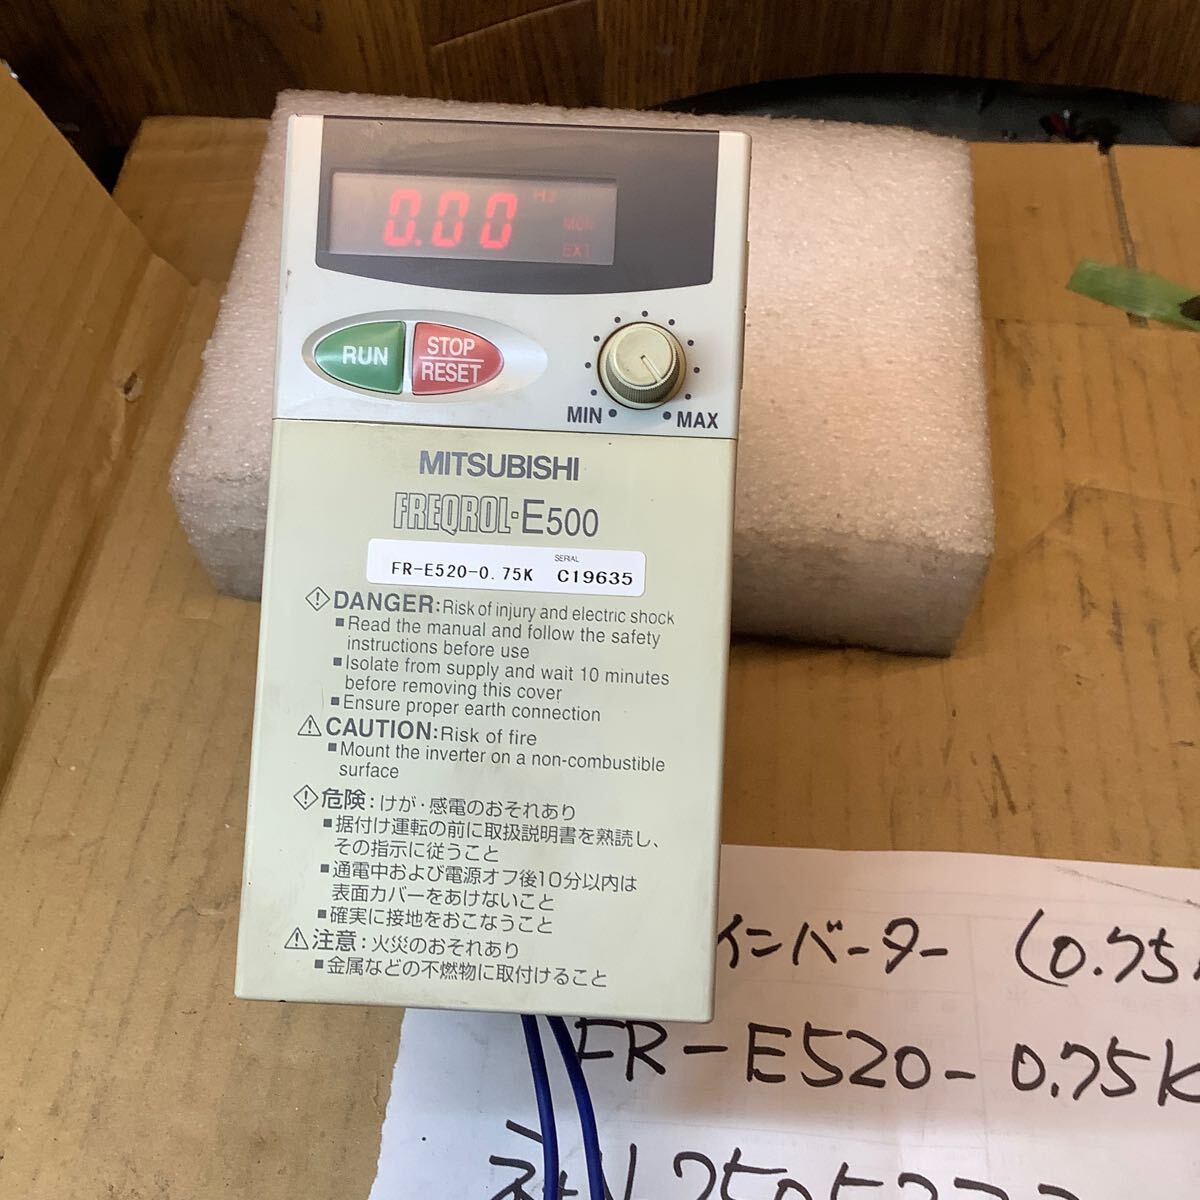 0.00 Hz
MON
EXT
RUN
STOP
RESET
MIN MAX
MITSUBISHI
FREQROL-E500
SERIAL
FR-E520-0.75K C19635
DANGER:Risk of injury and electric shock
■Read the manual and follow the safety
instructions before use
■Isolate from supply and wait 10 minutes
before removing this cover
■Ensure proper earth connection
CAUTION:Risk of fire
■Mount the inverter on a non-combustible
surface
危険:けが・感電のおそれあり
■据付け運転の前に取扱説明書を熟読し、
その指示に従うこと
■通電中および電源オフ後10分以内は
表面カバーをあけないこと
■確実に接地をおこなうこと
注意:火災のおそれあり
■金属などの不燃物に取付けること
インバーター (0.75
FR-E520-0.75K